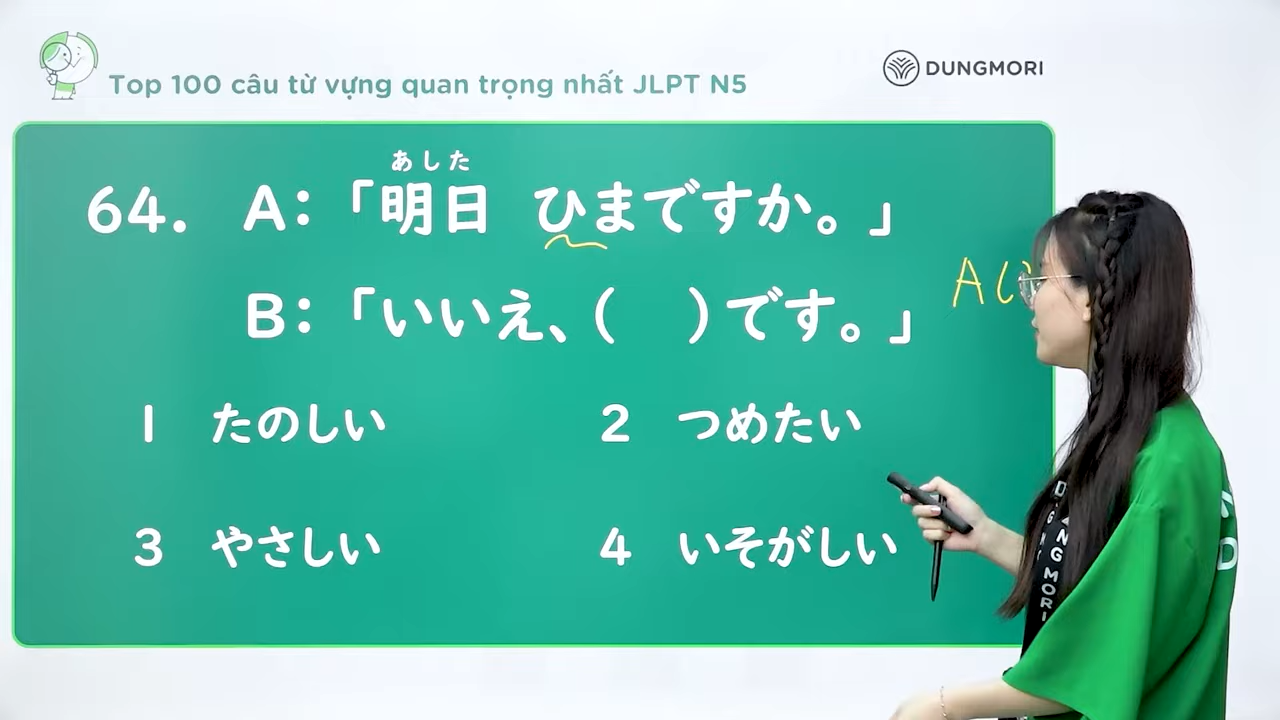 Top 100 câu từ vựng quan trọng nhất JLPT N5
DUNGMORI
あした
64. A:「明日 ひまですか。」
B:「いいえ、( )です。」
1 たのしい
2 つめたい
3 やさしい
4 いそがしい